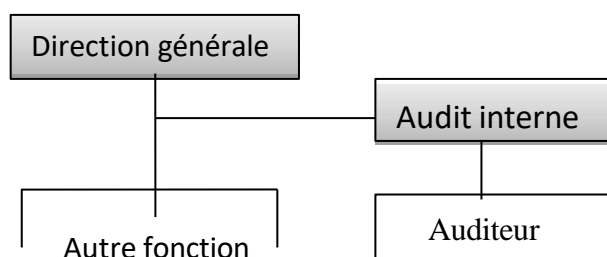 Direction générale
Audit interne
Auditeur
Autre fonction